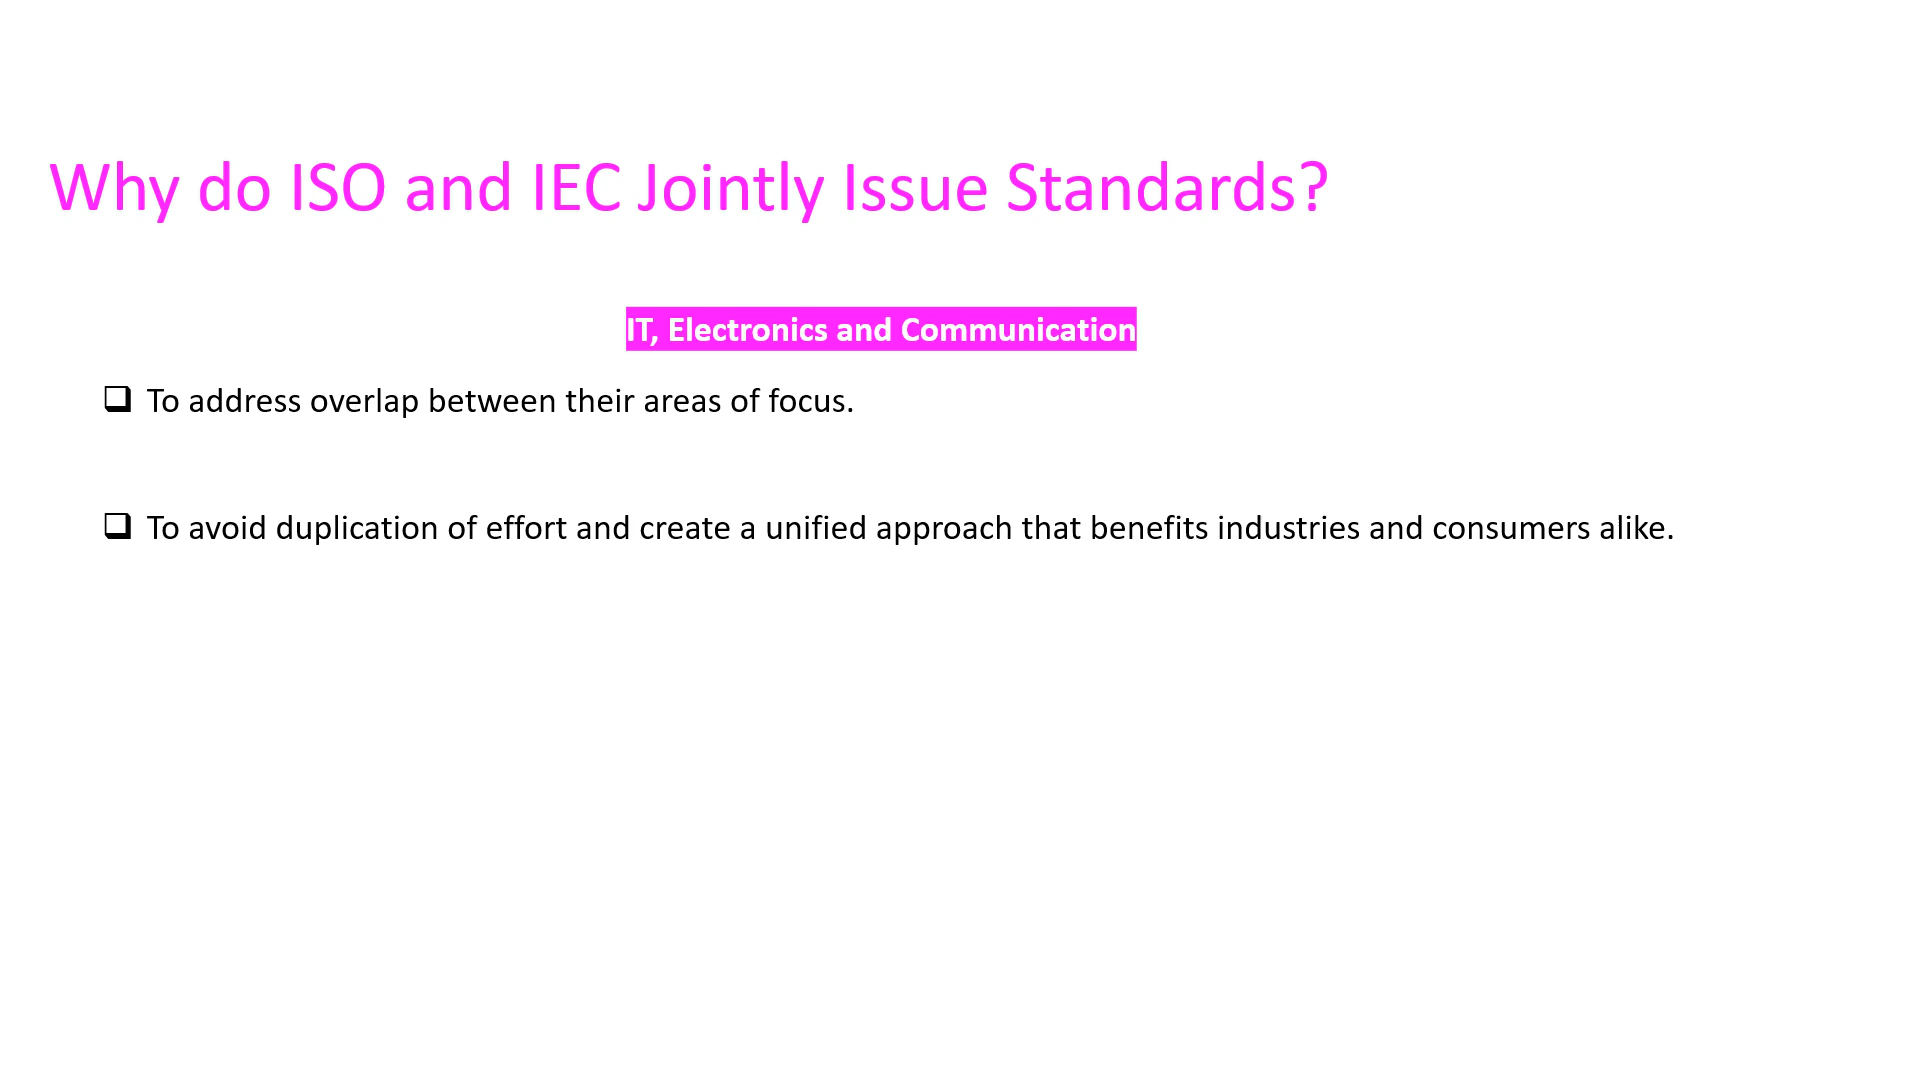 Why do ISO and IEC Jointly Issue Standards?
IT, Electronics and Communication
❑ To address overlap between their areas of focus.
❑ To avoid duplication of effort and create a unified approach that benefits industries and consumers alike.